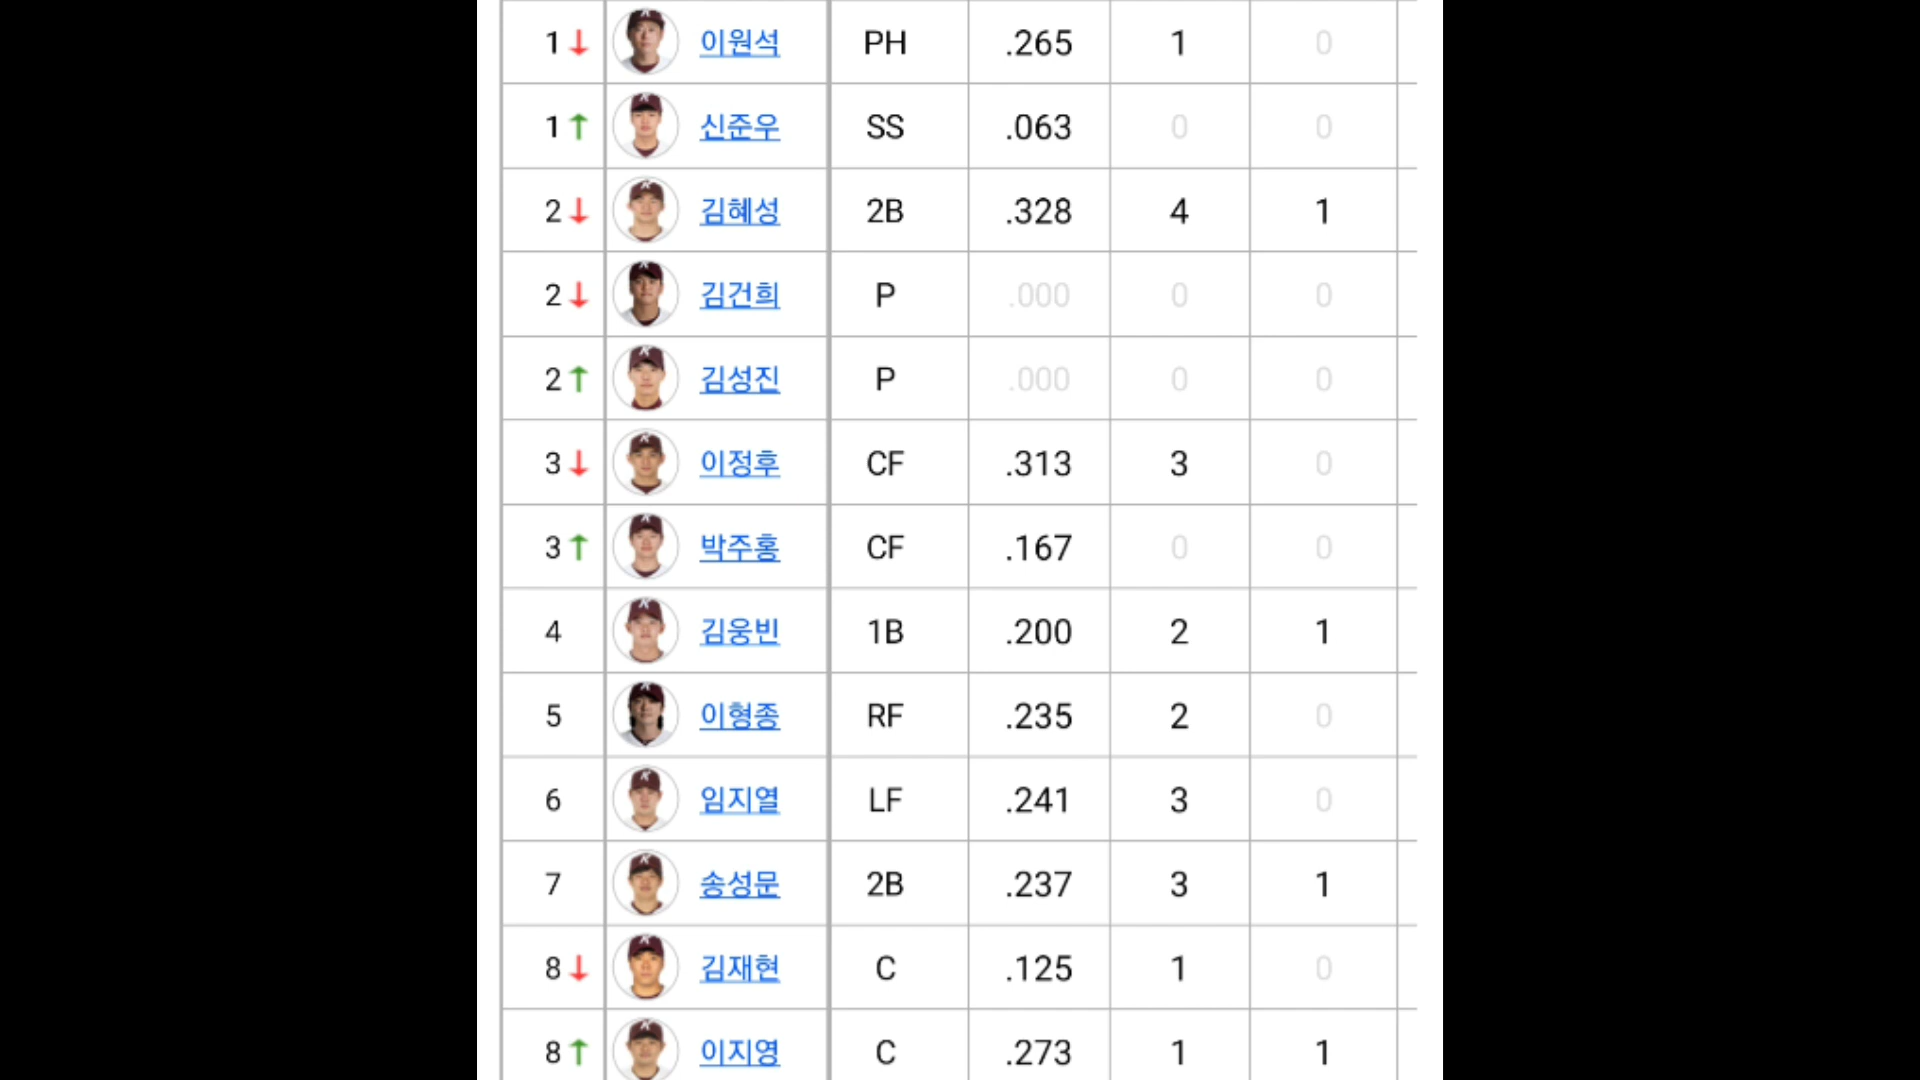 1 ↓ 이원석 PH .265 1 0
1 ↑ 신준우 SS .063 0 0
2 ↓ 김혜성 2B .328 4 1
2 ↓ 김건희 P .000 0 0
2 ↑ 김성진 P .000 0 0
3 ↓ 이정후 CF .313 3 0
3 ↑ 박주홍 CF .167 0 0
4 김웅빈 1B .200 2 1
5 이형종 RF .235 2 0
6 임지열 LF .241 3 0
7 송성문 2B .237 3 1
8 ↓ 김재현 C .125 1 0
8 ↑ 이지영 C .273 1 1